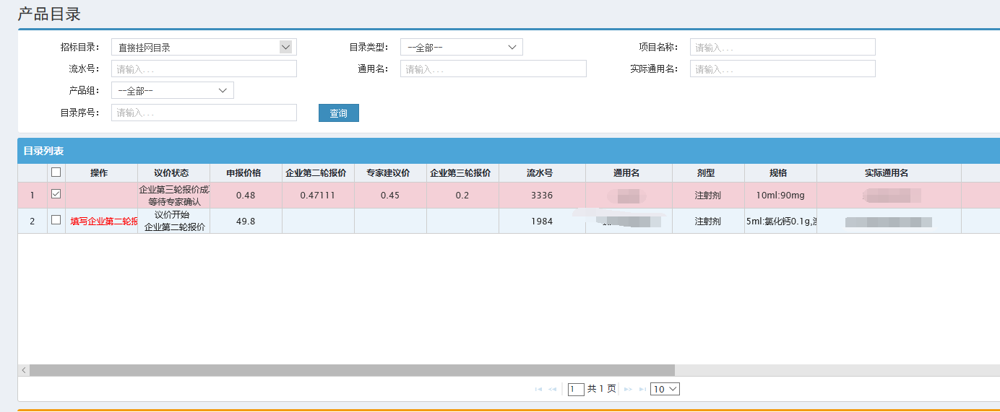 产品目录
招标目录： 直接挂网目录 目录类型： --全部-- 项目名称： 请输入...
流水号： 请输入... 通用名： 请输入... 实际通用名： 请输入...
产品组： --全部--
目录序号： 请输入... 查询
目录列表
操作 议价状态 申报价格 企业第二轮报价 专家建议价 企业第三轮报价 流水号 通用名 剂型 规格 实际通用名
1 企业第三轮报价成 等待专家确认 0.48 0.47111 0.45 0.2 3336 注射剂 10ml:90mg
2 填写企业第二轮报 议价开始 企业第二轮报价 49.8 1984 注射剂 5ml:氯化钙0.1g,
1 共 1 页 10